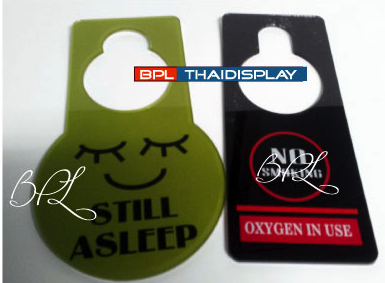 BPL THAIDISPLAY
BPL
STILL
ASLEEP
BPL
NO
SMOKING
OXYGEN IN USE